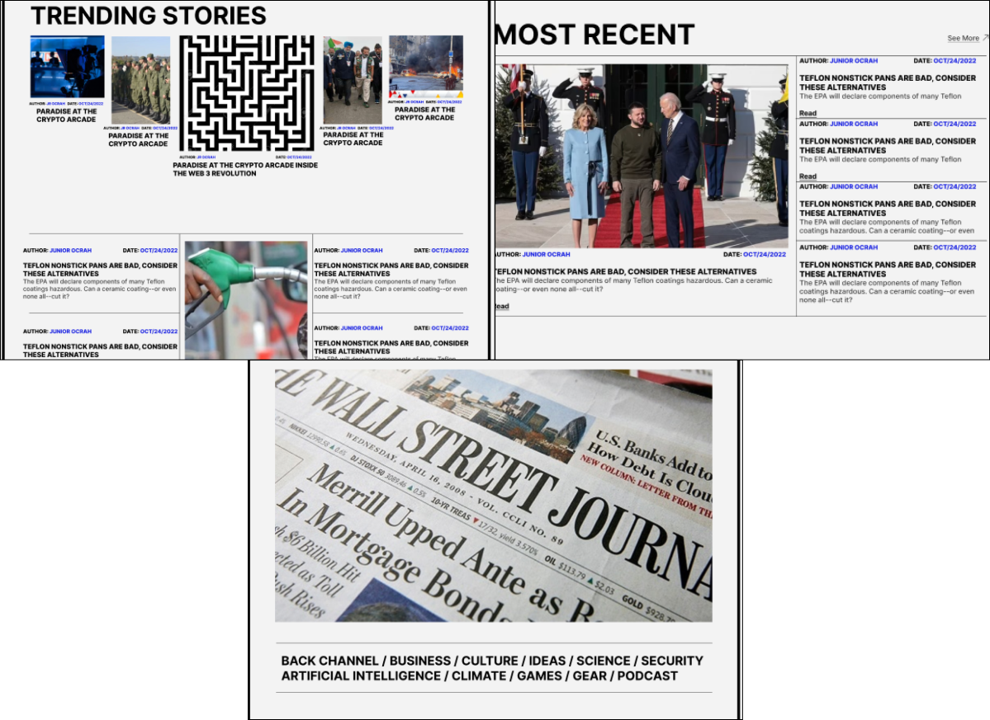 TRENDING STORIES
AUTHOR: JR OCRAH DATE: OCT/24/2022
PARADISE AT THE
CRYPTO ARCADE
AUTHOR: JR OCRAH DATE: OCT/24/2022
PARADISE AT THE
CRYPTO ARCADE
AUTHOR: JR OCRAH DATE: OCT/24/2022
PARADISE AT THE CRYPTO ARCADE INSIDE
THE WEB 3 REVOLUTION
AUTHOR: JR OCRAH DATE: OCT/24/2022
PARADISE AT THE
CRYPTO ARCADE
AUTHOR: JR OCRAH DATE: OCT/24/2022
PARADISE AT THE
CRYPTO ARCADE
AUTHOR: JUNIOR OCRAH DATE: OCT/24/2022
TEFLON NONSTICK PANS ARE BAD, CONSIDER
THESE ALTERNATIVES
The EPA will declare components of many Teflon
coatings hazardous. Can a ceramic coating--or even
none all--cut it?
AUTHOR: JUNIOR OCRAH DATE: OCT/24/2022
TEFLON NONSTICK PANS ARE BAD, CONSIDER
THESE ALTERNATIVES
AUTHOR: JUNIOR OCRAH DATE: OCT/24/2022
TEFLON NONSTICK PANS ARE BAD, CONSIDER
THESE ALTERNATIVES
The EPA will declare components of many Teflon
coatings hazardous. Can a ceramic coating--or even
none all--cut it?
AUTHOR: JUNIOR OCRAH DATE: OCT/24/2022
TEFLON NONSTICK PANS ARE BAD, CONSIDER
THESE ALTERNATIVES
The EPA will declare components of many Teflon
MOST RECENT
See More
AUTHOR: JUNIOR OCRAH DATE: OCT/24/2022
TEFLON NONSTICK PANS ARE BAD, CONSIDER THESE ALTERNATIVES
The EPA will declare components of many Teflon coatings hazardous. Can a ceramic
coating--or even none all--cut it?
Read
AUTHOR: JUNIOR OCRAH DATE: OCT/24/2022
TEFLON NONSTICK PANS ARE BAD, CONSIDER
THESE ALTERNATIVES
The EPA will declare components of many Teflon
Read
AUTHOR: JUNIOR OCRAH DATE: OCT/24/2022
TEFLON NONSTICK PANS ARE BAD, CONSIDER
THESE ALTERNATIVES
The EPA will declare components of many Teflon
Read
AUTHOR: JUNIOR OCRAH DATE: OCT/24/2022
TEFLON NONSTICK PANS ARE BAD, CONSIDER
THESE ALTERNATIVES
The EPA will declare components of many Teflon
coatings hazardous. Can a ceramic coating--or even
AUTHOR: JUNIOR OCRAH DATE: OCT/24/2022
TEFLON NONSTICK PANS ARE BAD, CONSIDER
THESE ALTERNATIVES
The EPA will declare components of many Teflon
coatings hazardous. Can a ceramic coating--or even
none all--cut it?
HE WALL STREET JOURNA
WEDNESDAY, APRIL 16, 2008 - VOL. CCLI NO. 89
DJ STOXX 50 0.5% 10-YR TREAS 17/32, yield 3.570% OIL $113.79 $2.03 GOLD $928.
U.S. Banks Add to
How Debt Is Clou
NEW COLUMN: LETTER FROM TH
Merrill Upped Ante as B
In Mortgage Bond
sh $6 Billion Hit
ected as Toll
ush Rises
BACK CHANNEL / BUSINESS / CULTURE / IDEAS / SCIENCE / SECURITY
ARTIFICIAL INTELLIGENCE / CLIMATE / GAMES / GEAR / PODCAST